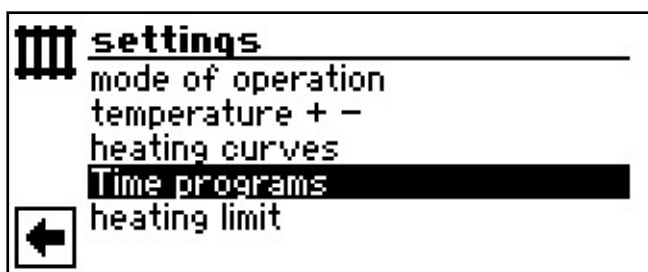 settings
mode of operation
temperature + −
heating curves
Time programs
heating limit